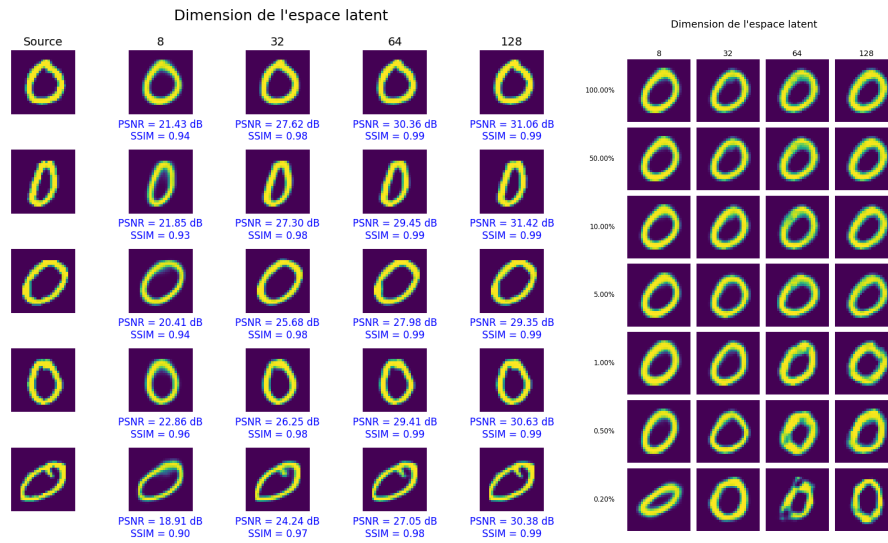 Dimension de l'espace latent
Source 8 32 64 128
PSNR = 21.43 dB PSNR = 27.62 dB PSNR = 30.36 dB PSNR = 31.06 dB
SSIM = 0.94 SSIM = 0.98 SSIM = 0.99 SSIM = 0.99
PSNR = 21.85 dB PSNR = 27.30 dB PSNR = 29.45 dB PSNR = 31.42 dB
SSIM = 0.93 SSIM = 0.98 SSIM = 0.99 SSIM = 0.99
PSNR = 20.41 dB PSNR = 25.68 dB PSNR = 27.98 dB PSNR = 29.35 dB
SSIM = 0.94 SSIM = 0.98 SSIM = 0.99 SSIM = 0.99
PSNR = 22.86 dB PSNR = 26.25 dB PSNR = 29.41 dB PSNR = 30.63 dB
SSIM = 0.96 SSIM = 0.98 SSIM = 0.99 SSIM = 0.99
PSNR = 18.91 dB PSNR = 24.24 dB PSNR = 27.05 dB PSNR = 30.38 dB
SSIM = 0.90 SSIM = 0.97 SSIM = 0.98 SSIM = 0.99
Dimension de l'espace latent
8 32 64 128
100.00%
50.00%
10.00%
5.00%
1.00%
0.50%
0.20%